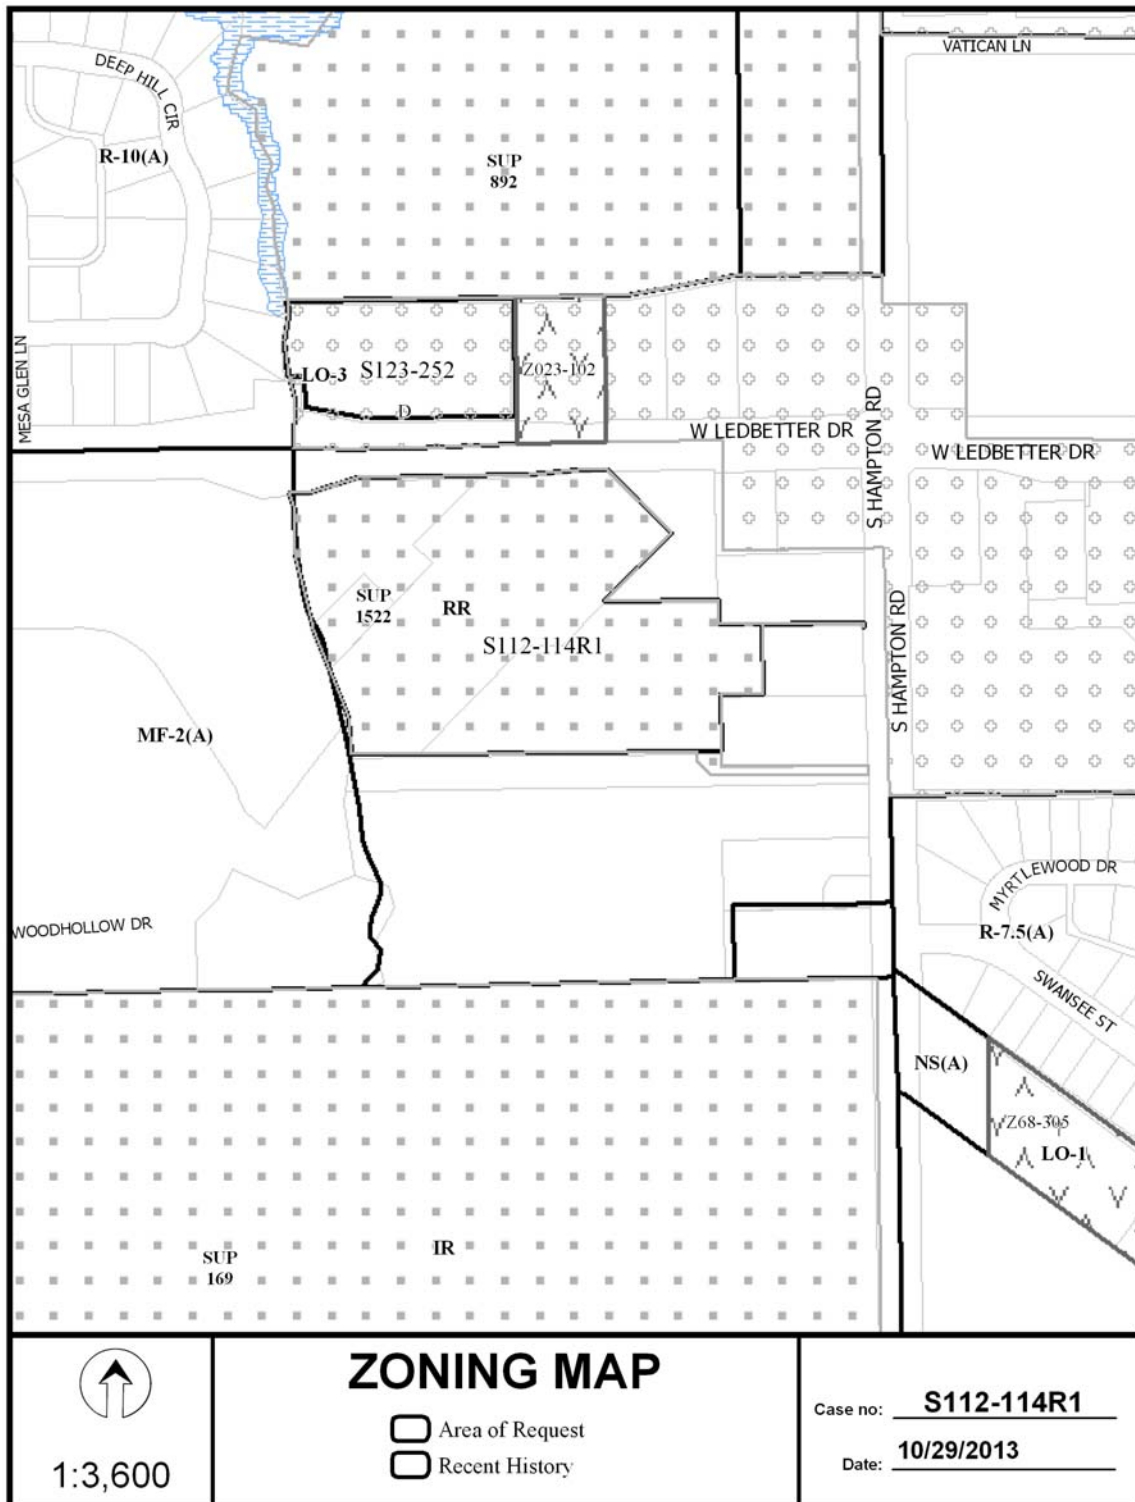 VATICAN LN
DEEP HILL CIR
R-10(A)
SUP
892
MESA GLEN LN
LO-3
S123-252
Z023-102
D
W LEDBETTER DR
S HAMPTON RD
W LEDBETTER DR
SUP
1522
RR
S112-114R1
S HAMPTON RD
MF-2(A)
MYRTLEWOOD DR
WOODHOLLOW DR
R-7.5(A)
SWANSEE ST
NS(A)
Z68-305
LO-1
SUP
169
IR
1:3,600
ZONING MAP
Area of Request
Recent History
Case no: S112-114R1
Date: 10/29/2013